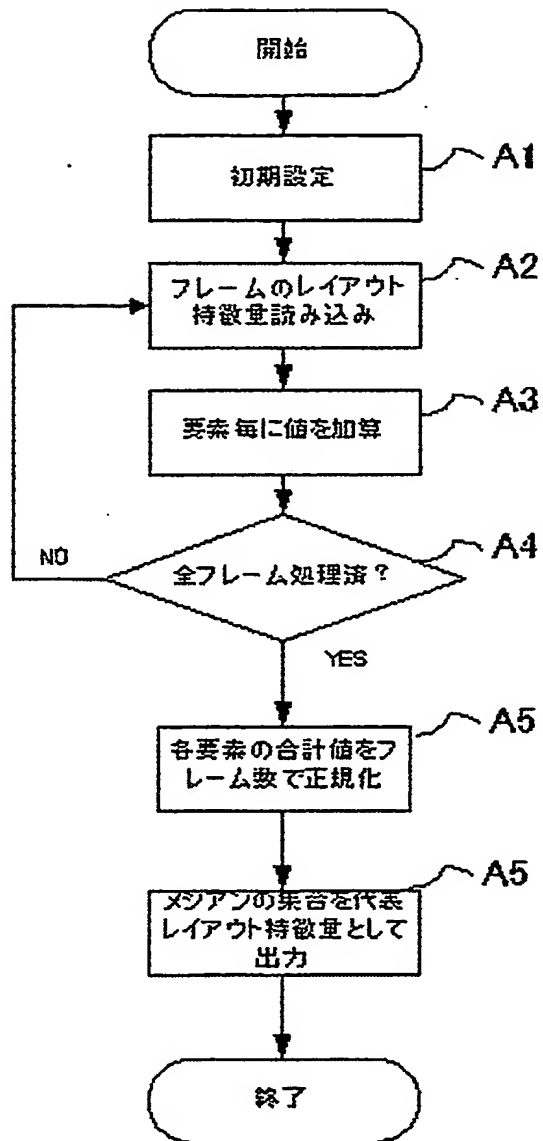 開始
初期設定
A1
フレームのレイアウト
特徴量読み込み
A2
要素毎に値を加算
A3
全フレーム処理済？
A4
NO
YES
各要素の合計値をフ
レーム数で正規化
A5
メジアンの集合を代表
レイアウト特徴量として
出力
A5
終了